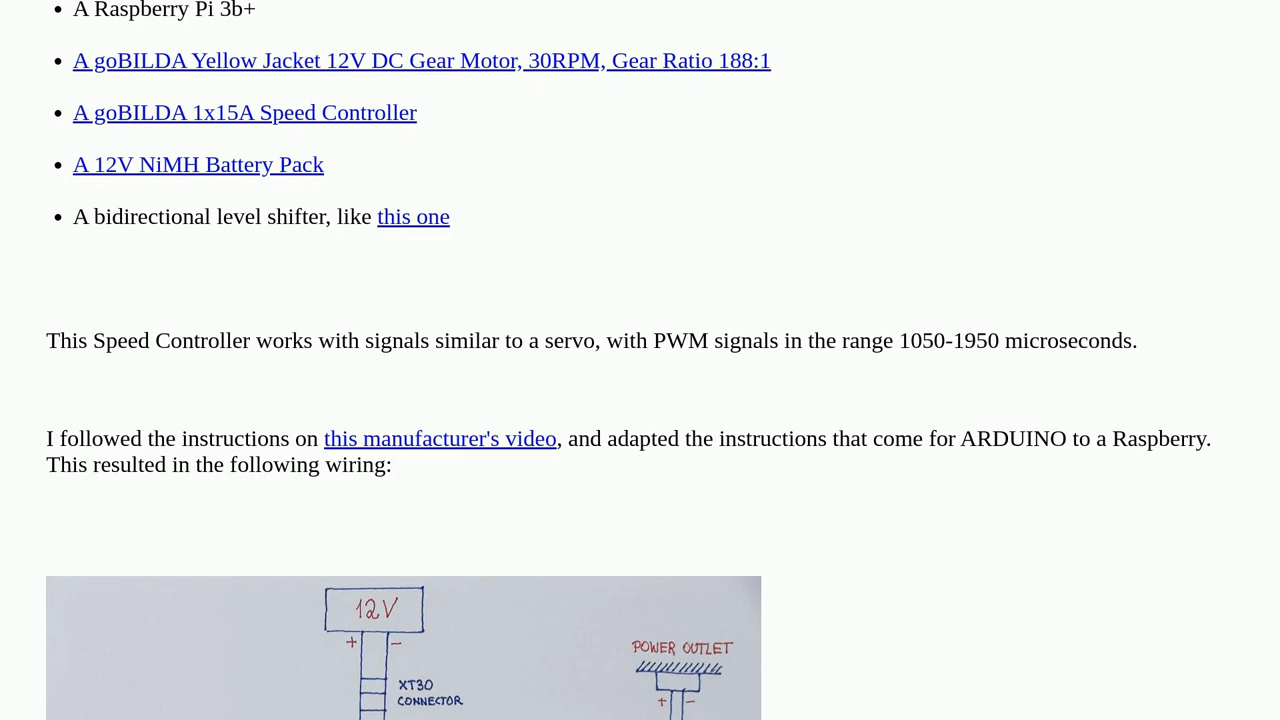 • A Raspberry Pi 3b+
• A goBILDA Yellow Jacket 12V DC Gear Motor, 30RPM, Gear Ratio 188:1
• A goBILDA 1x15A Speed Controller
• A 12V NiMH Battery Pack
• A bidirectional level shifter, like this one
This Speed Controller works with signals similar to a servo, with PWM signals in the range 1050-1950 microseconds.
I followed the instructions on this manufacturer's video, and adapted the instructions that come for ARDUINO to a Raspberry.
This resulted in the following wiring:
12V
+ −
POWER OUTLET
XT30
CONNECTOR
+ −